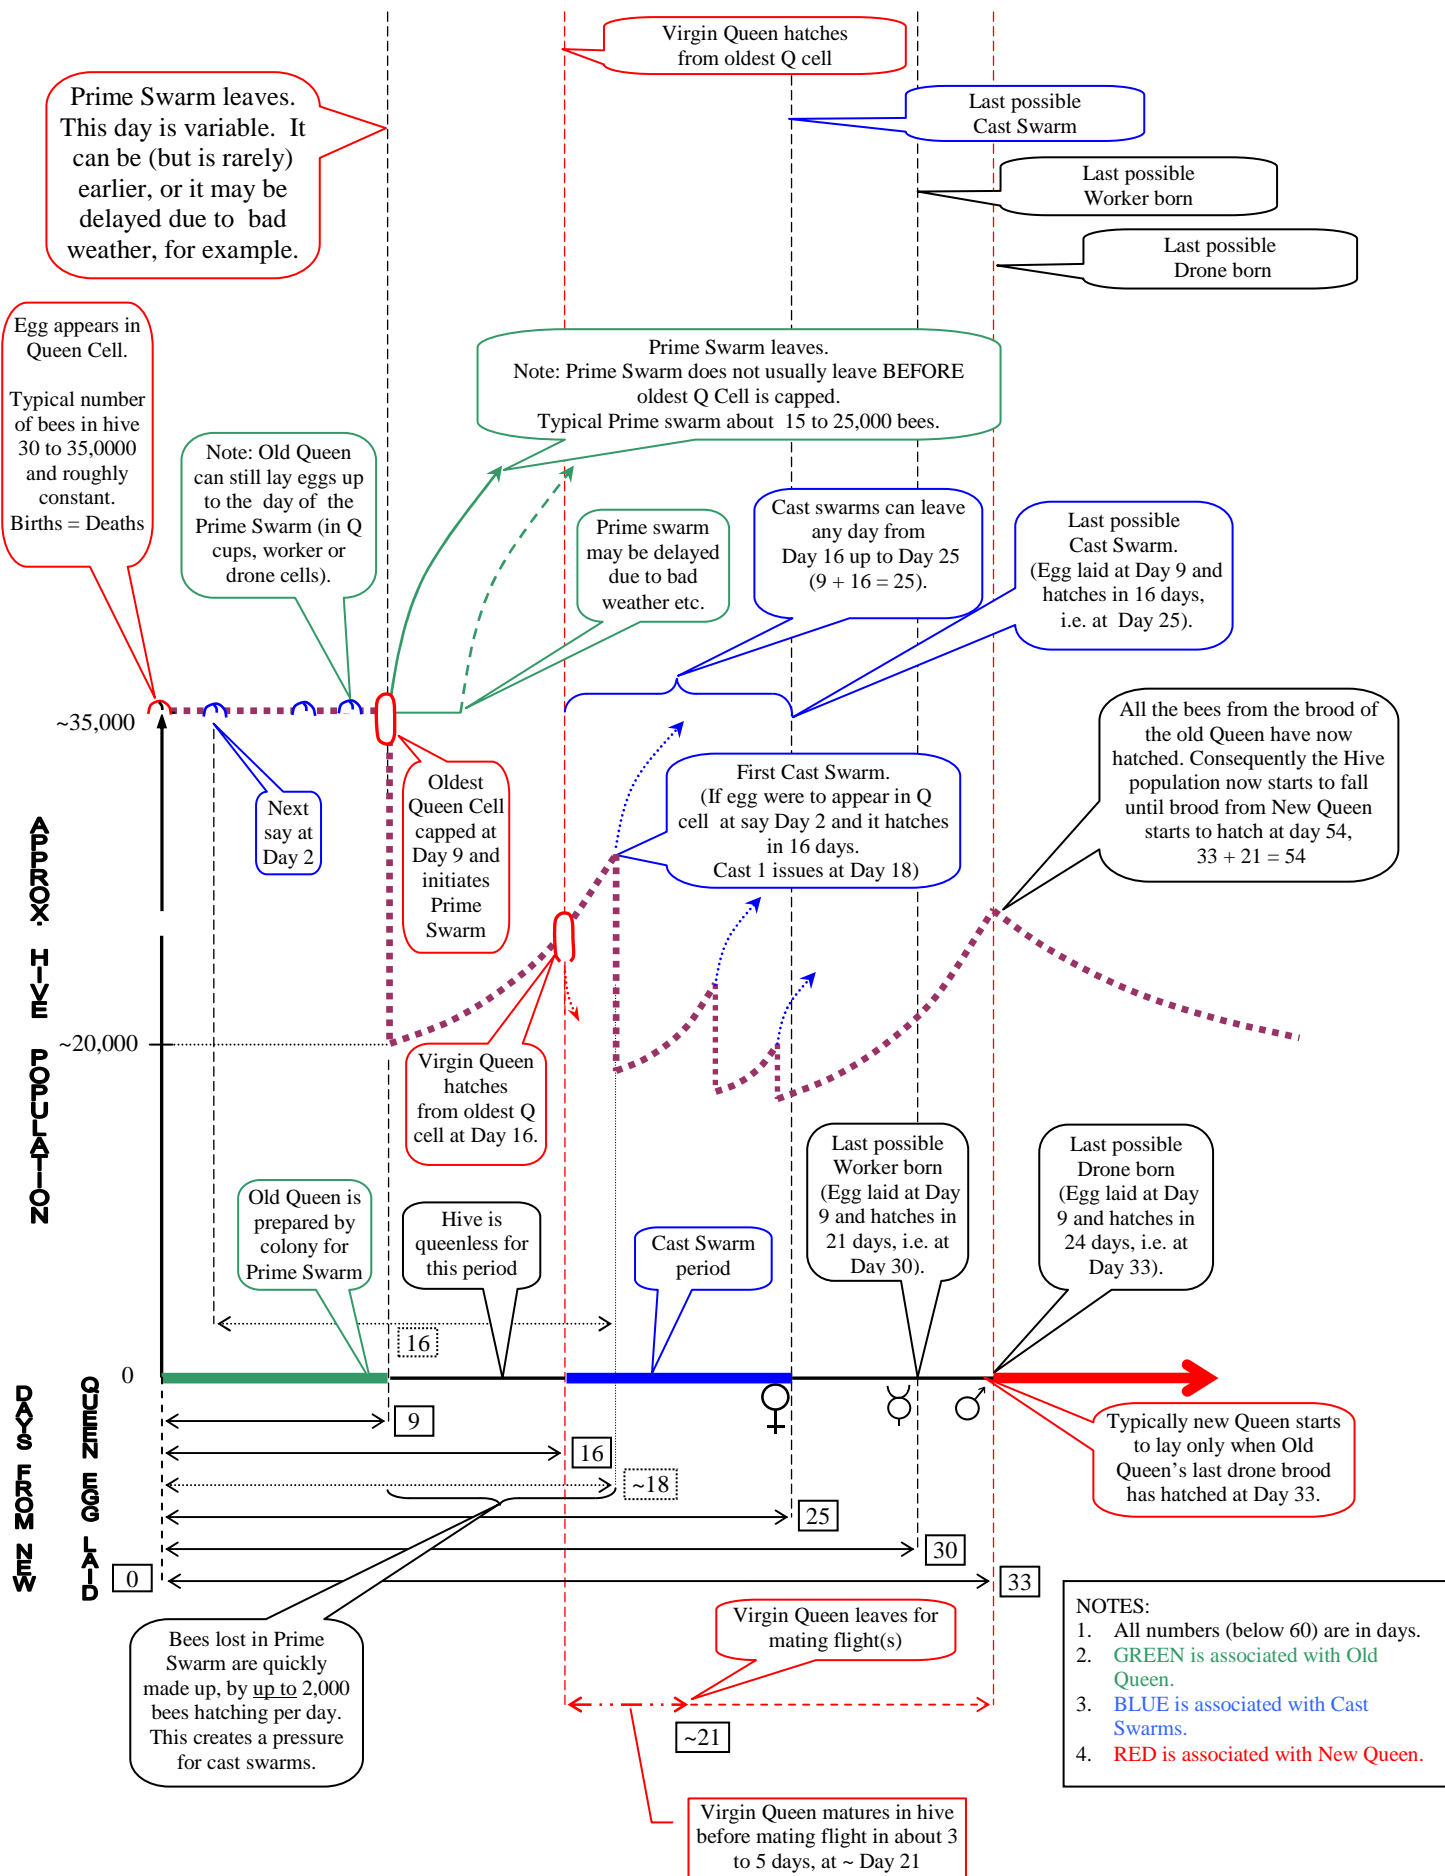 Virgin Queen hatches
from oldest Q cell
Prime Swarm leaves.
This day is variable. It
can be (but is rarely)
earlier, or it may be
delayed due to bad
weather, for example.
Last possible
Cast Swarm
Last possible
Worker born
Last possible
Drone born
Egg appears in
Queen Cell.
Typical number
of bees in hive
30 to 35,0000
and roughly
constant.
Births = Deaths
Prime Swarm leaves.
Note: Prime Swarm does not usually leave BEFORE
oldest Q Cell is capped.
Typical Prime swarm about 15 to 25,000 bees.
Note: Old Queen
can still lay eggs up
to the day of the
Prime Swarm (in Q
cups, worker or
drone cells).
Prime swarm
may be delayed
due to bad
weather etc.
Cast swarms can leave
any day from
Day 16 up to Day 25
(9 + 16 = 25).
Last possible
Cast Swarm.
(Egg laid at Day 9 and
hatches in 16 days,
i.e. at Day 25).
~35,000
All the bees from the brood of
the old Queen have now
hatched. Consequently the Hive
population now starts to fall
until brood from New Queen
starts to hatch at day 54,
33 + 21 = 54
Next
say at
Day 2
Oldest
Queen Cell
capped at
Day 9 and
initiates
Prime
Swarm
First Cast Swarm.
(If egg were to appear in Q
cell at say Day 2 and it hatches
in 16 days.
Cast 1 issues at Day 18)
APPROX. HIVE POPULATION
~20,000
Virgin Queen
hatches
from oldest Q
cell at Day 16.
Old Queen is
prepared by
colony for
Prime Swarm
Hive is
queenless for
this period
Cast Swarm
period
Last possible
Worker born
(Egg laid at Day
9 and hatches in
21 days, i.e. at
Day 30).
Last possible
Drone born
(Egg laid at Day
9 and hatches in
24 days, i.e. at
Day 33).
16
0
DAYS FROM NEW
QUEEN EGG LAID
9
16
~18
25
30
0
33
Typically new Queen starts
to lay only when Old
Queen's last drone brood
has hatched at Day 33.
Bees lost in Prime
Swarm are quickly
made up, by up to 2,000
bees hatching per day.
This creates a pressure
for cast swarms.
Virgin Queen leaves for
mating flight(s)
~21
Virgin Queen matures in hive
before mating flight in about 3
to 5 days, at ~ Day 21
NOTES:
1. All numbers (below 60) are in days.
2. GREEN is associated with Old
Queen.
3. BLUE is associated with Cast
Swarms.
4. RED is associated with New Queen.